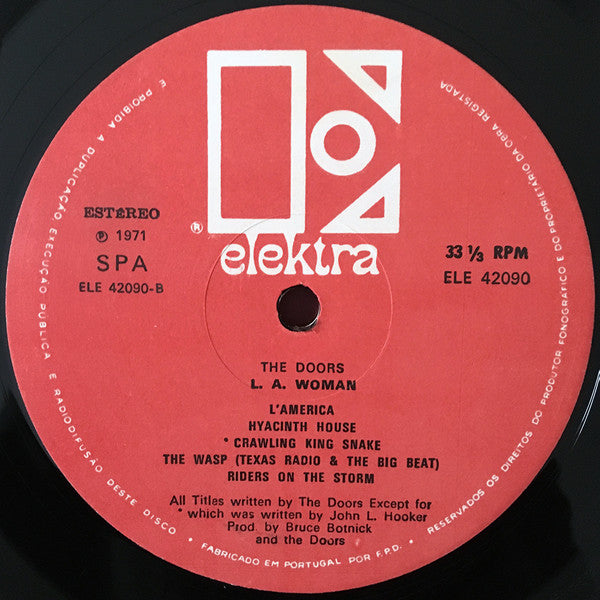 É PROIBIDA A DUPLICAÇÃO, EXECUÇÃO PÚBLICA E RADIODIFUSÃO DESTE DISCO • FABRICADO EM PORTUGAL POR F.P.D. • RESERVADOS OS DIREITOS DO PRODUTOR FONOGRÁFICO E DO PROPRIETÁRIO DA OBRA REGISTADA
® elektra
ESTÉREO
℗ 1971
SPA
ELE 42090-B
33 ⅓ RPM
ELE 42090
THE DOORS
L. A. WOMAN
L'AMERICA
HYACINTH HOUSE
* CRAWLING KING SNAKE
THE WASP (TEXAS RADIO & THE BIG BEAT)
RIDERS ON THE STORM
All Titles written by The Doors Except for
* which was written by John L. Hooker
Prod. by Bruce Botnick
and the Doors